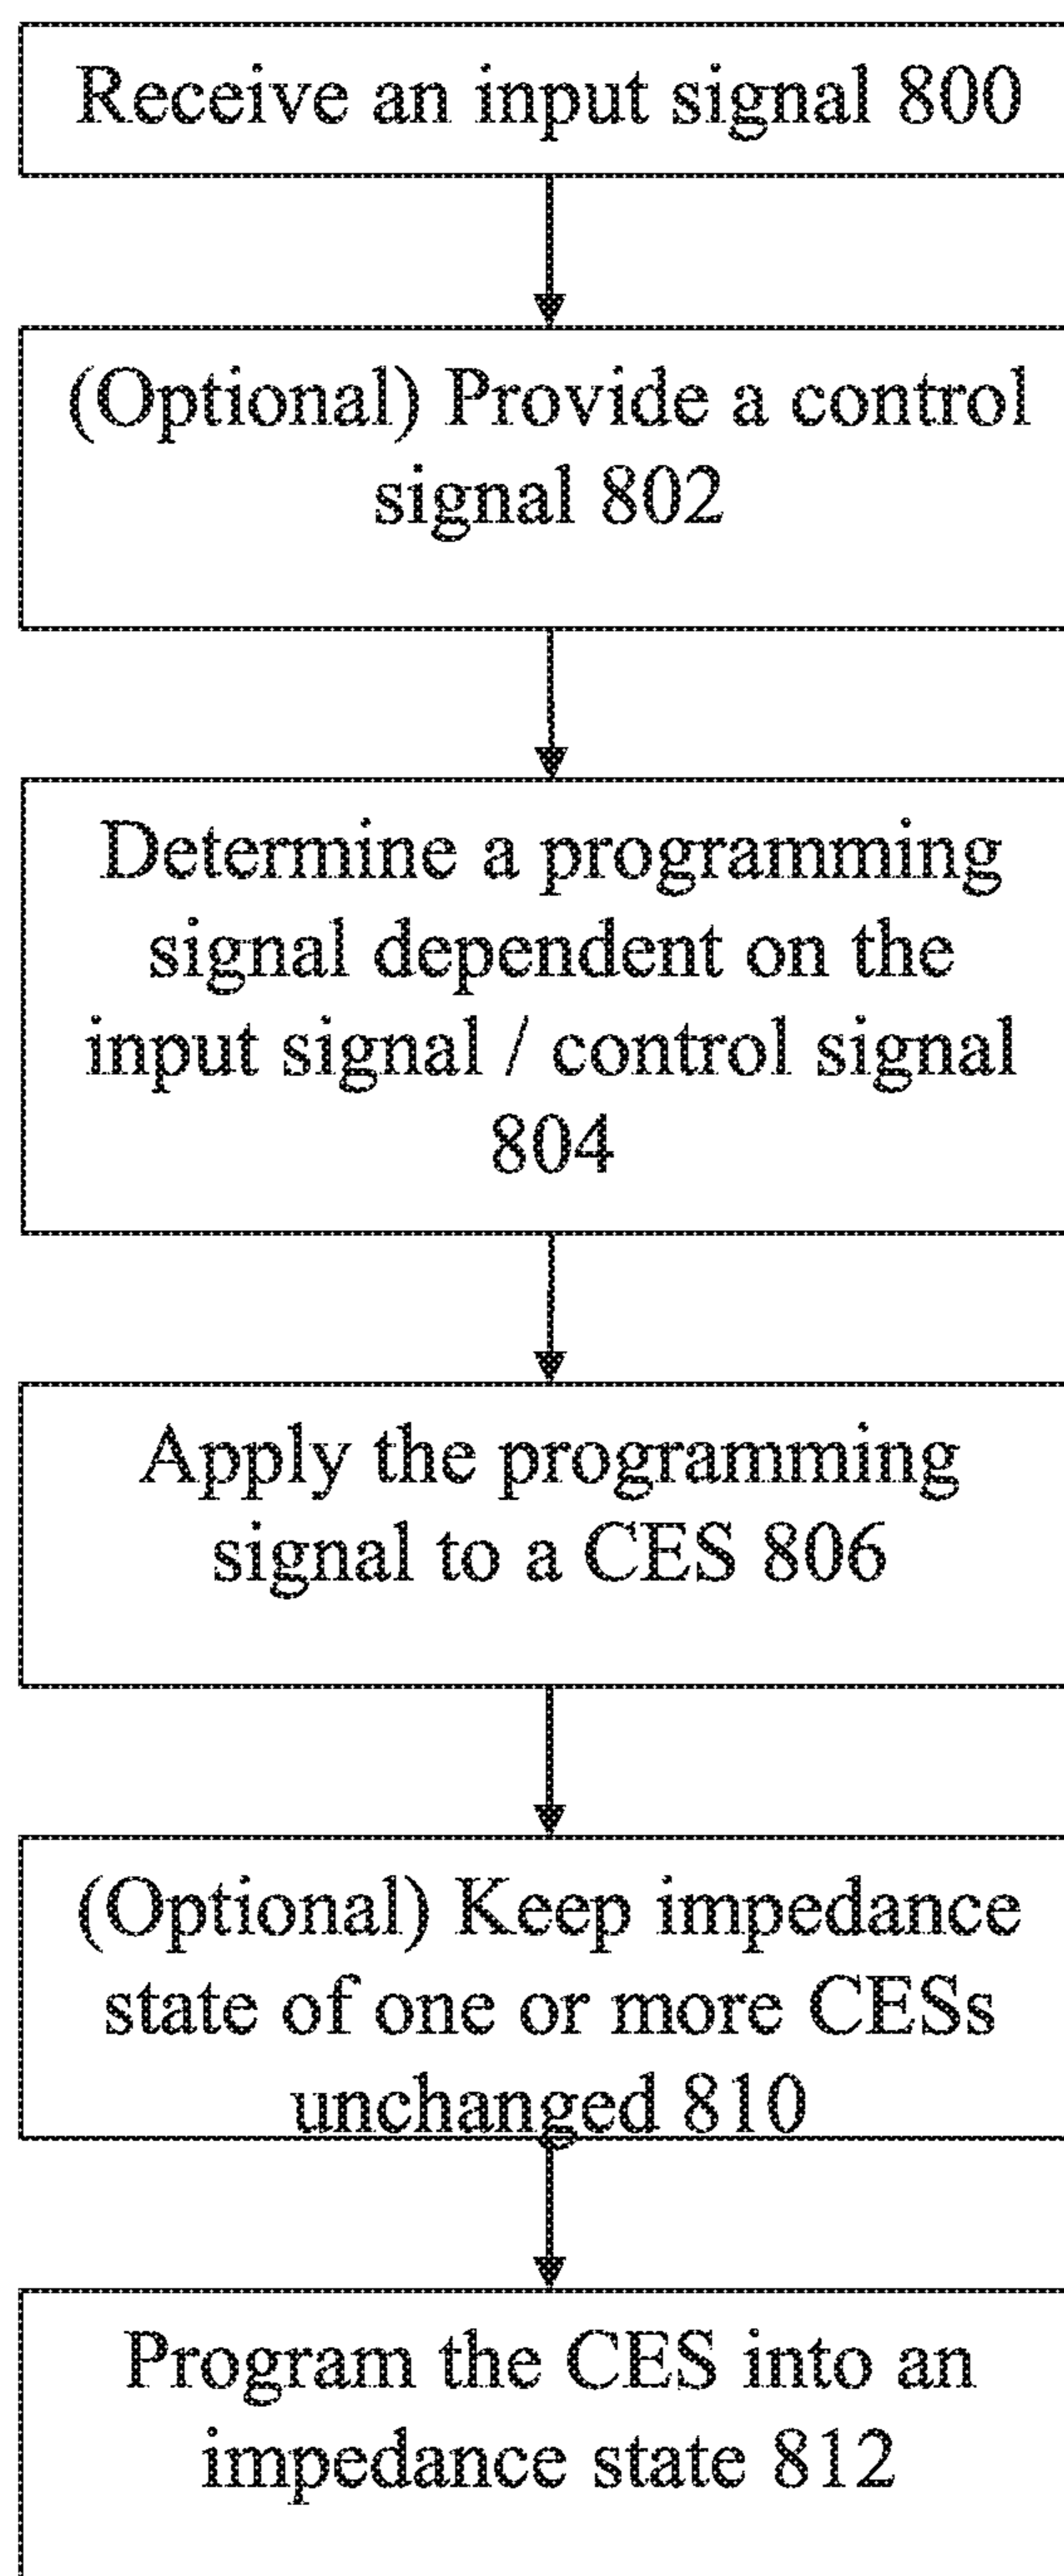 Receive an input signal 800
(Optional) Provide a control
signal 802
Determine a programming
signal dependent on the
input signal / control signal
804
Apply the programming
signal to a CES 806
(Optional) Keep impedance
state of one or more CESs
unchanged 810
Program the CES into an
impedance state 812